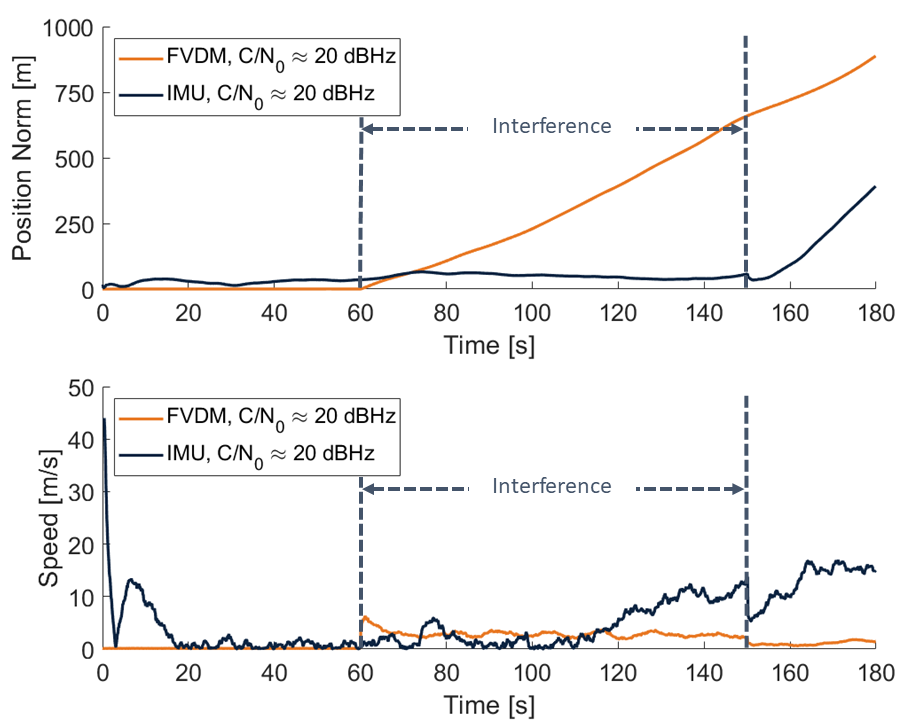 1000
750
500
250
0
Position Norm [m]
FVDM, C/N₀ ≈ 20 dBHz
IMU, C/N₀ ≈ 20 dBHz
Interference
0 20 40 60 80 100 120 140 160 180
Time [s]
50
40
30
20
10
0
Speed [m/s]
FVDM, C/N₀ ≈ 20 dBHz
IMU, C/N₀ ≈ 20 dBHz
Interference
0 20 40 60 80 100 120 140 160 180
Time [s]